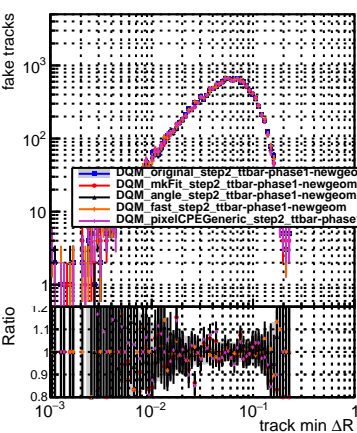 fake tracks
10³
10²
10
1
DQM_original_step2_ttbar-phase1-newgeom
DQM_mkFit_step2_ttbar-phase1-newgeom
DQM_angle_step2_ttbar-phase1-newgeom
DQM_fast_step2_ttbar-phase1-newgeom
DQM_pixelCPEGeneric_step2_ttbar-phase
Ratio
1.2
1.1
1
0.9
0.8
10⁻³ 10⁻² 10⁻¹ 1
track min ΔR